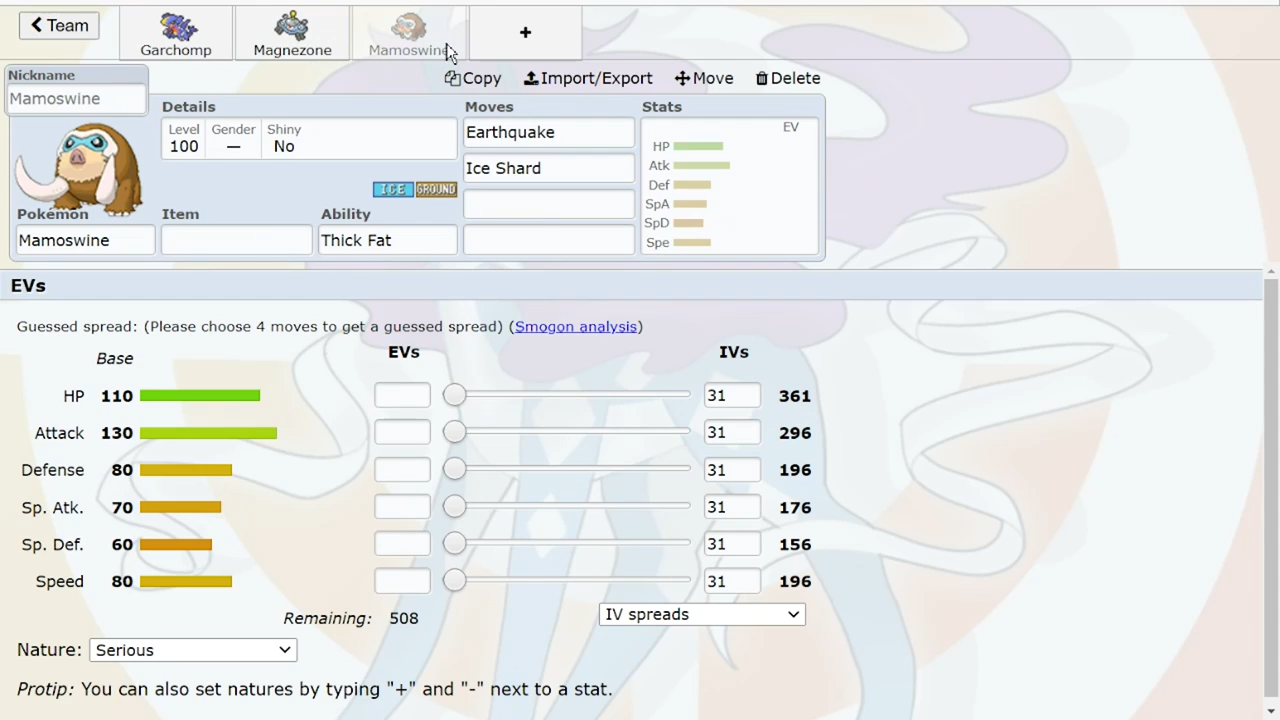 Team
Garchomp
Magnezone
Mamoswine
+
Nickname
Mamoswine
Copy
Import/Export
Move
Delete
Details
Moves
Stats
Level
100
Gender
—
Shiny
No
Earthquake
Ice Shard
EV
HP
Atk
Def
SpA
SpD
Spe
ICE GROUND
Pokémon
Mamoswine
Item
Ability
Thick Fat
EVs
Guessed spread: (Please choose 4 moves to get a guessed spread) (Smogon analysis)
Base EVs IVs
HP 110 31 361
Attack 130 31 296
Defense 80 31 196
Sp. Atk. 70 31 176
Sp. Def. 60 31 156
Speed 80 31 196
Remaining: 508
IV spreads
Nature: Serious
Protip: You can also set natures by typing "+" and "-" next to a stat.